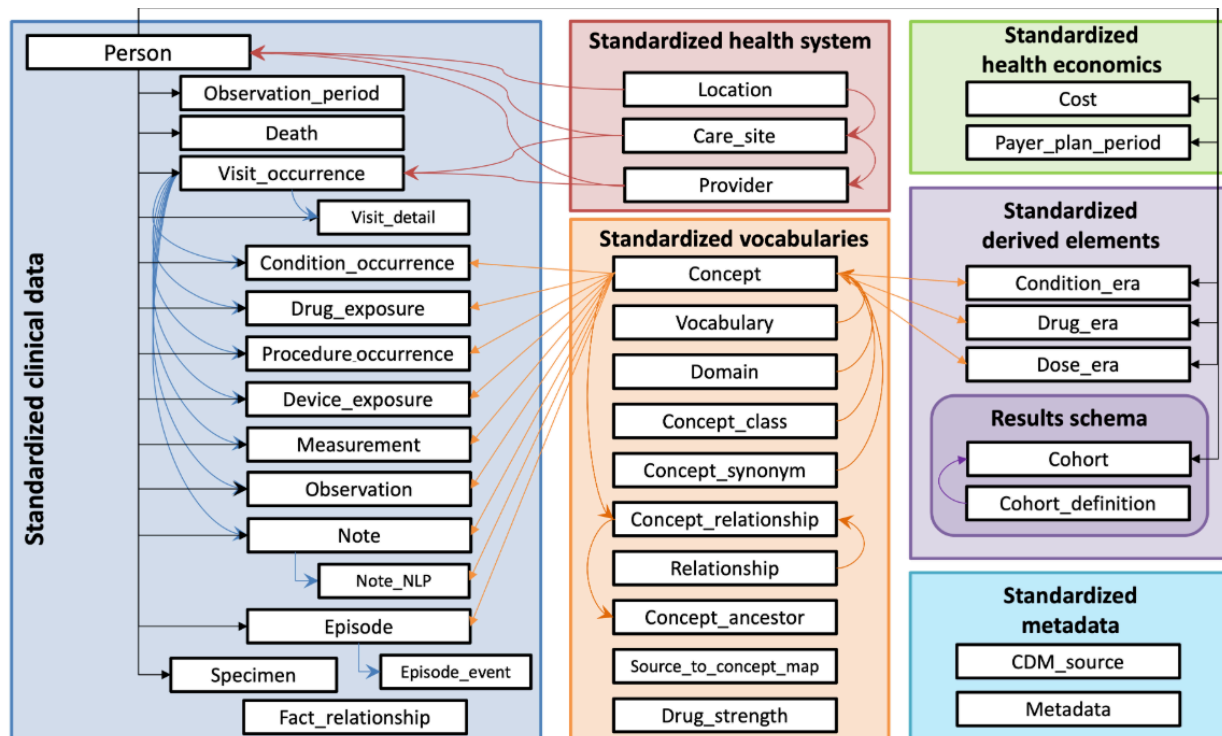 Standardized clinical data
Person
Observation_period
Death
Visit_occurrence
Visit_detail
Condition_occurrence
Drug_exposure
Procedure_occurrence
Device_exposure
Measurement
Observation
Note
Note_NLP
Episode
Episode_event
Specimen
Fact_relationship
Standardized health system
Location
Care_site
Provider
Standardized vocabularies
Concept
Vocabulary
Domain
Concept_class
Concept_synonym
Concept_relationship
Relationship
Concept_ancestor
Source_to_concept_map
Drug_strength
Standardized
health economics
Cost
Payer_plan_period
Standardized
derived elements
Condition_era
Drug_era
Dose_era
Results schema
Cohort
Cohort_definition
Standardized
metadata
CDM_source
Metadata